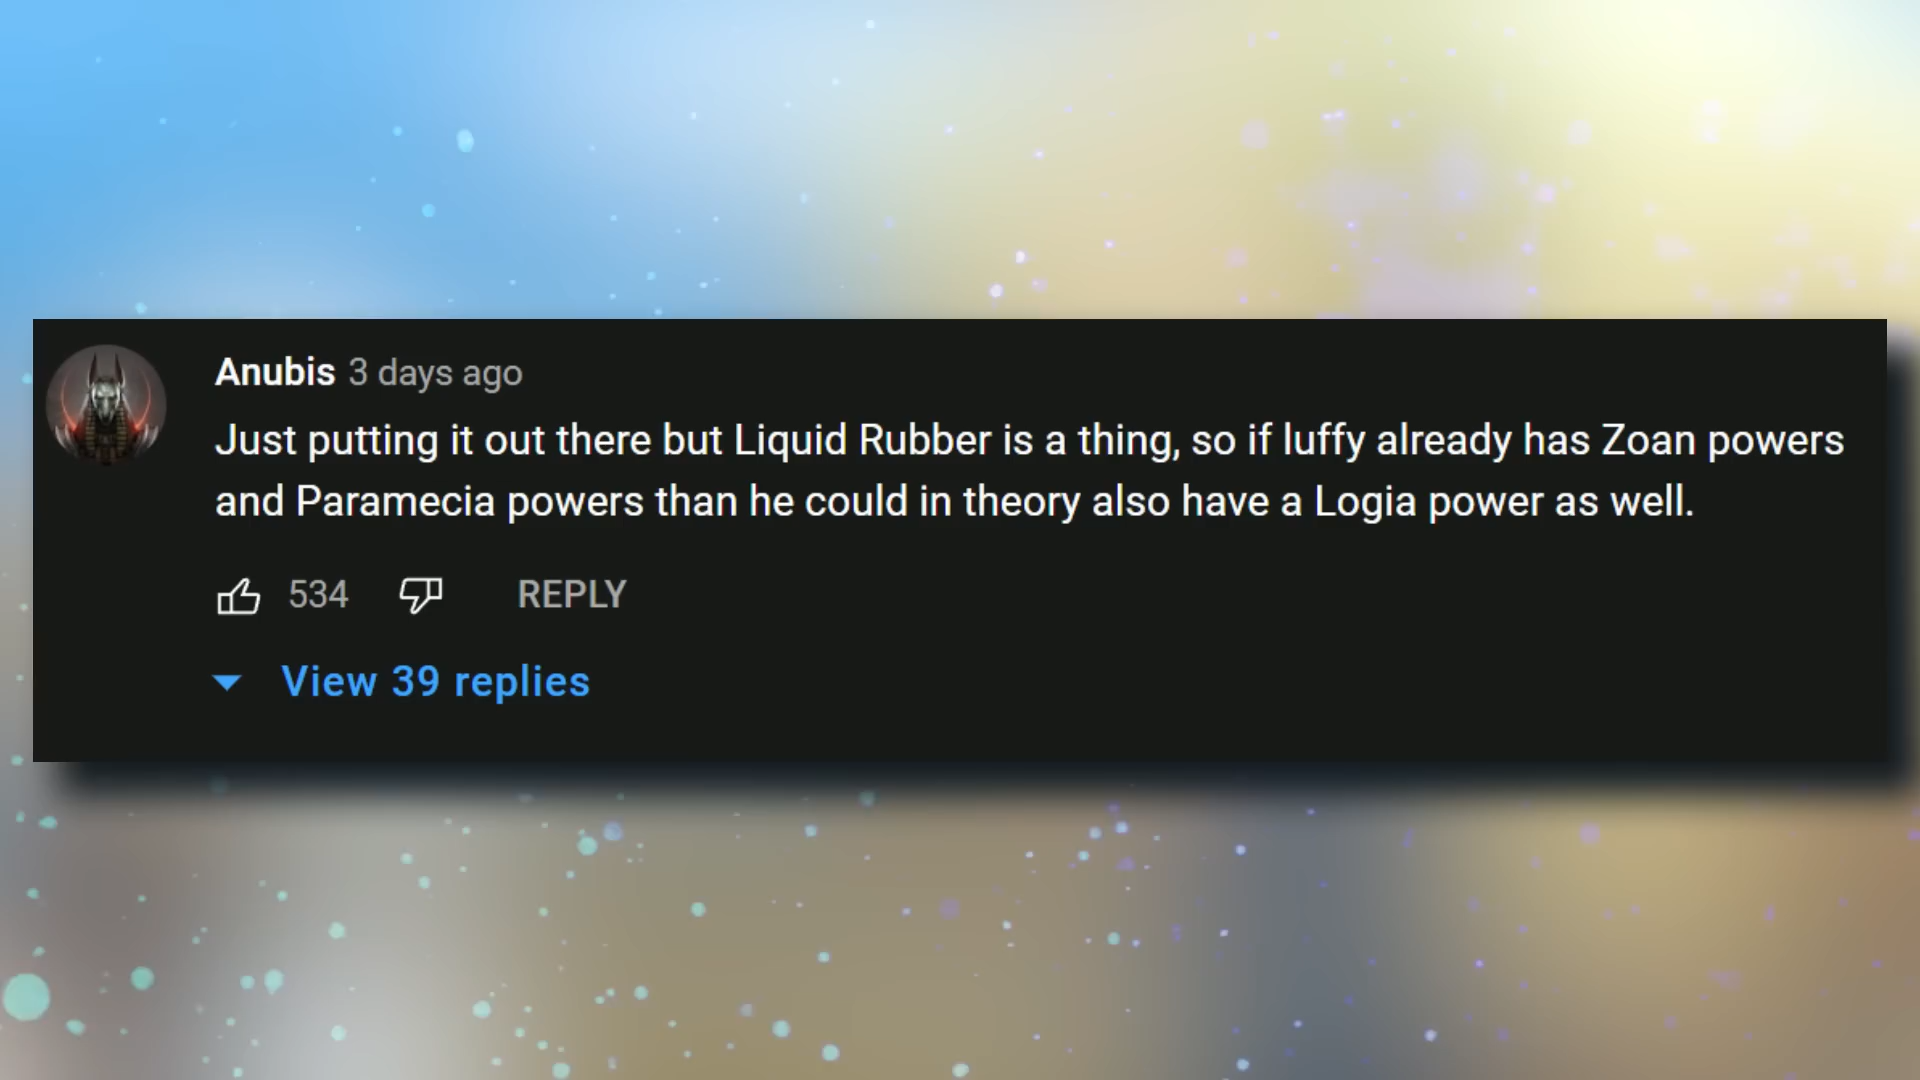 Anubis 3 days ago
Just putting it out there but Liquid Rubber is a thing, so if luffy already has Zoan powers
and Paramecia powers than he could in theory also have a Logia power as well.
534 REPLY
View 39 replies